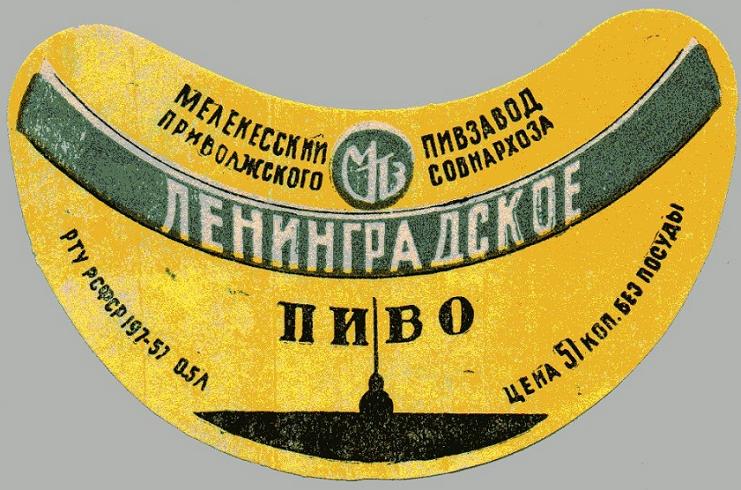 МЕЛЕКЕССКИЙ ПИВЗАВОД
ПРИВОЛЖСКОГО СОВНАРХОЗА
МПЗ
ЛЕНИНГРАДСКОЕ
ПИВО
РТУ РСФСР 197-57 0.5Л
ЦЕНА 51 КОП. БЕЗ ПОСУДЫ